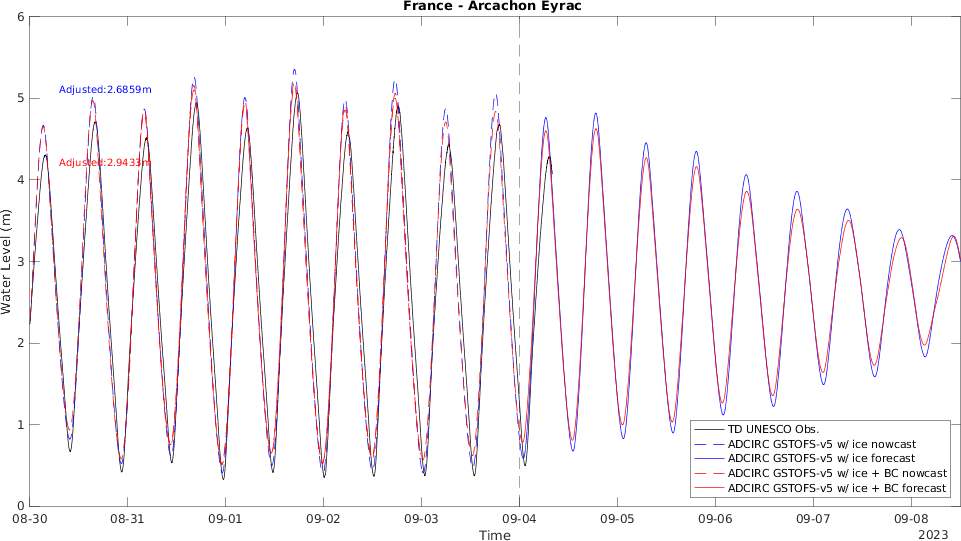 France - Arcachon Eyrac
6
5
4
3
2
1
0
Water Level (m)
Adjusted:2.6859m
Adjusted:2.9433m
TD UNESCO Obs.
ADCIRC GSTOFS-v5 w/ ice nowcast
ADCIRC GSTOFS-v5 w/ ice forecast
ADCIRC GSTOFS-v5 w/ ice + BC nowcast
ADCIRC GSTOFS-v5 w/ ice + BC forecast
08-30 08-31 09-01 09-02 09-03 09-04 09-05 09-06 09-07 09-08
Time
2023